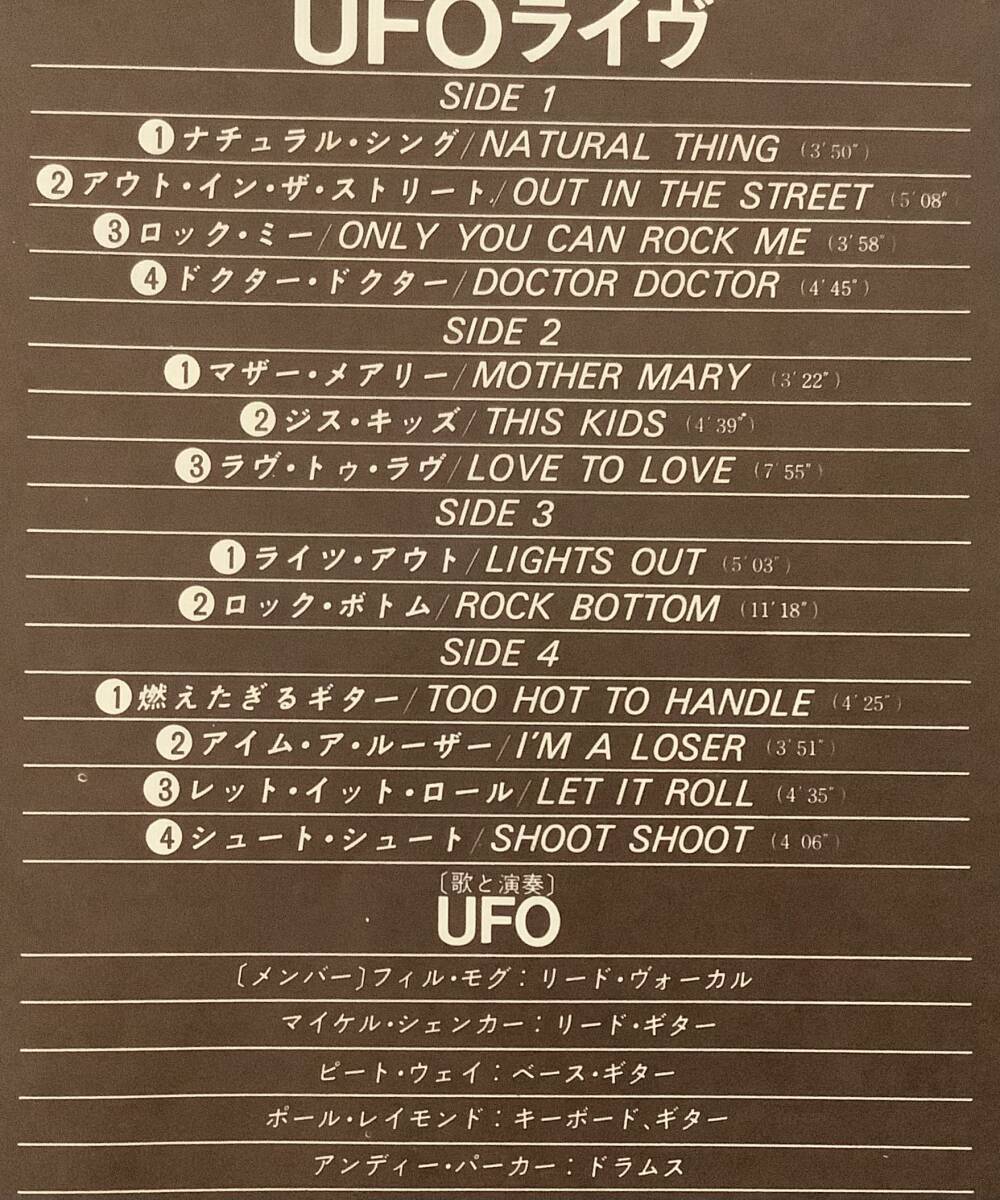 UFOライヴ
SIDE 1
❶ナチュラル・シング/NATURAL THING (3′50″)
❷アウト・イン・ザ・ストリート/OUT IN THE STREET (5′08″
❸ロック・ミー/ONLY YOU CAN ROCK ME (3′58″)
❹ドクター・ドクター/DOCTOR DOCTOR (4′45″)
SIDE 2
❶マザー・メアリー/MOTHER MARY (3′22″)
❷ジス・キッズ/THIS KIDS (4′39″)
❸ラヴ・トゥ・ラヴ/LOVE TO LOVE (7′55″)
SIDE 3
❶ライツ・アウト/LIGHTS OUT (5′03″)
❷ロック・ボトム/ROCK BOTTOM (11′18″)
SIDE 4
❶燃えたぎるギター/TOO HOT TO HANDLE (4′25″)
❷アイム・ア・ルーザー/I'M A LOSER (3′51″)
❸レット・イット・ロール/LET IT ROLL (4′35″)
❹シュート・シュート/SHOOT SHOOT (4 06″)
〔歌と演奏〕
UFO
〔メンバー〕フィル・モグ：リード・ヴォーカル
マイケル・シェンカー：リード・ギター
ピート・ウェイ：ベース・ギター
ポール・レイモンド：キーボード、ギター
アンディー・パーカー：ドラムス